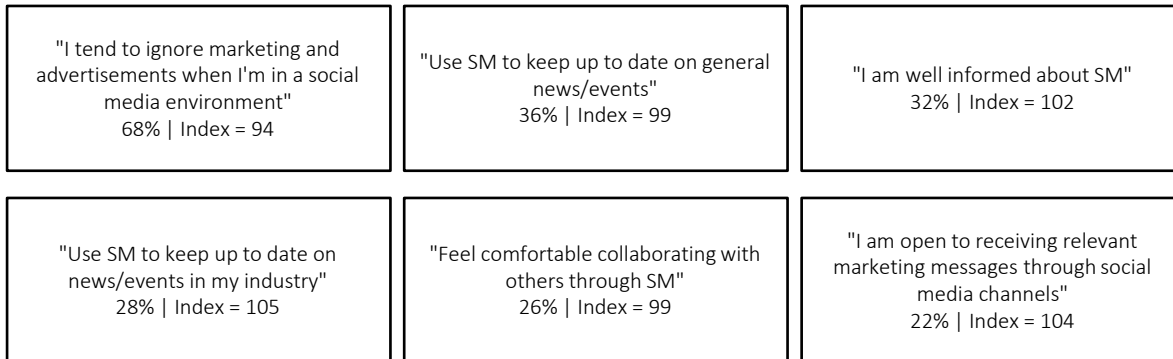 "I tend to ignore marketing and
advertisements when I'm in a social
media environment"
68% | Index = 94
"Use SM to keep up to date on general
news/events"
36% | Index = 99
"I am well informed about SM"
32% | Index = 102
"Use SM to keep up to date on
news/events in my industry"
28% | Index = 105
"Feel comfortable collaborating with
others through SM"
26% | Index = 99
"I am open to receiving relevant
marketing messages through social
media channels"
22% | Index = 104